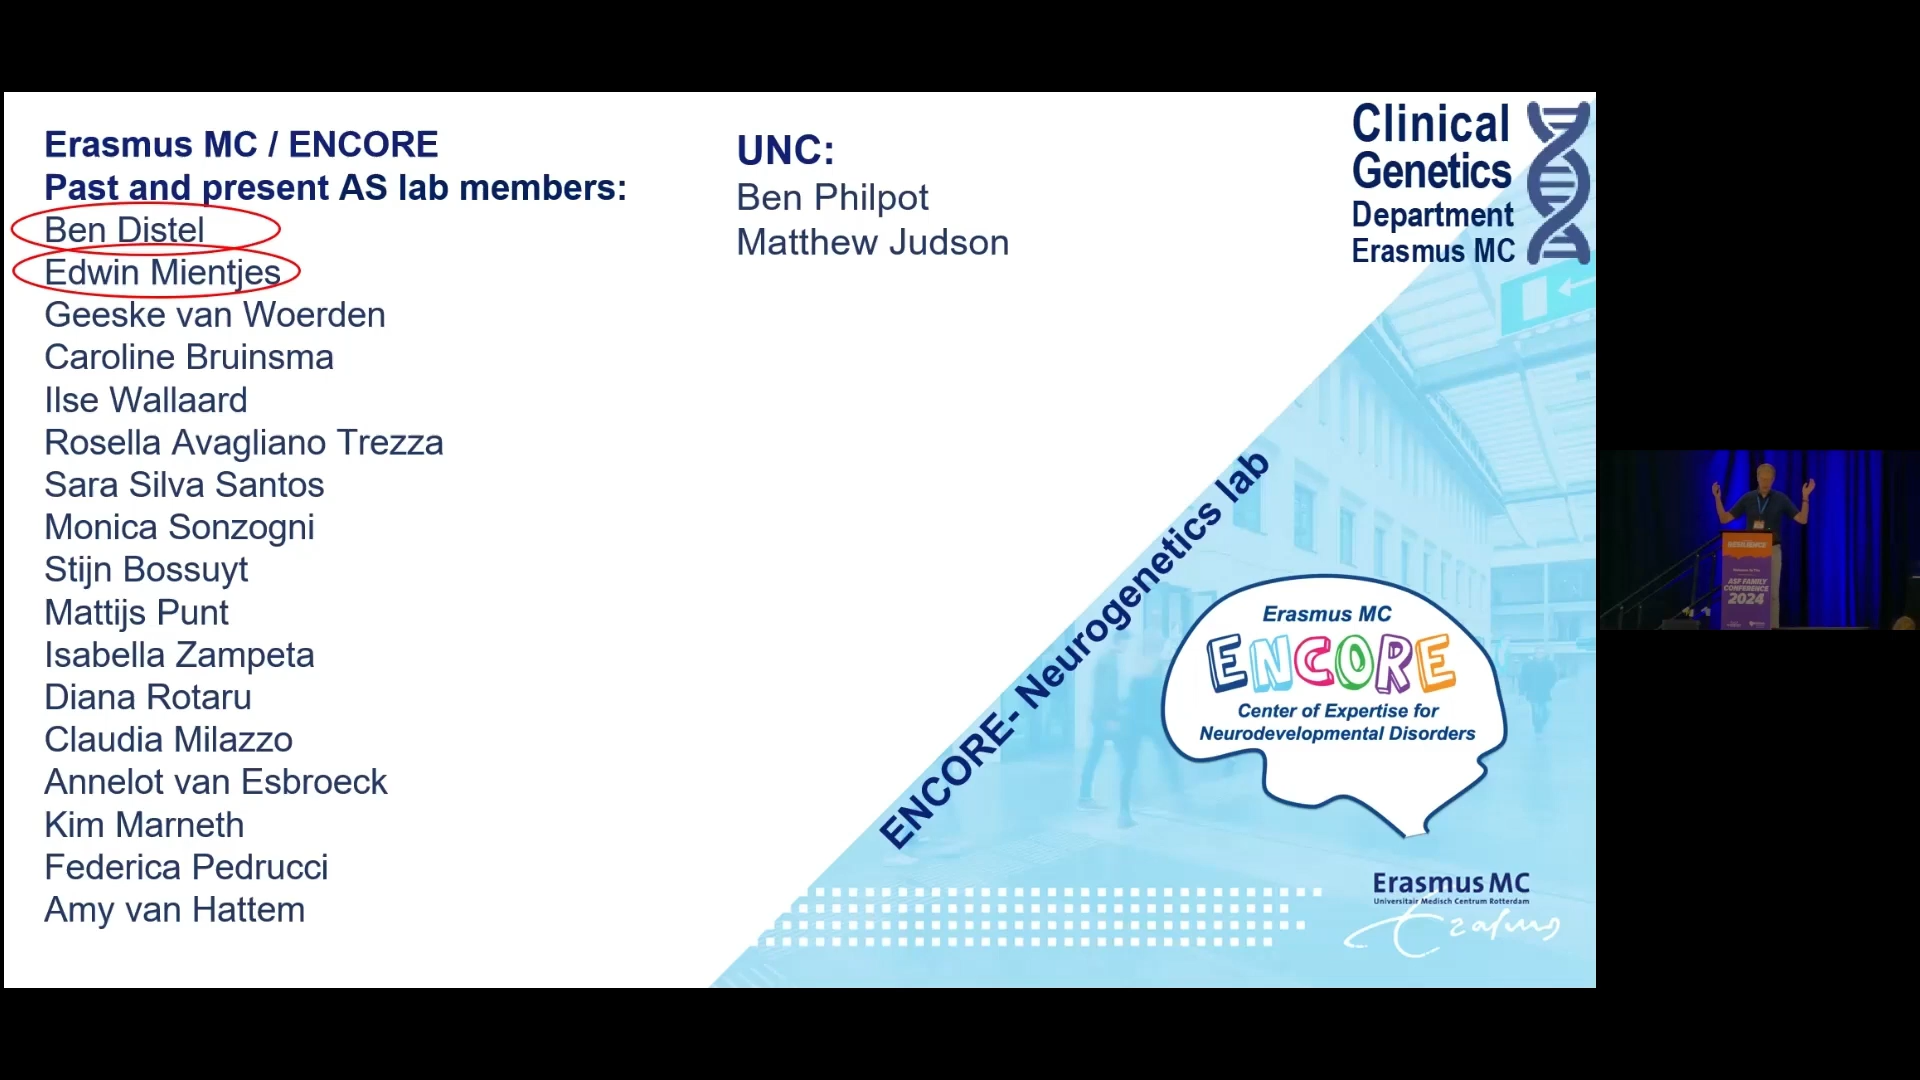 Erasmus MC / ENCORE
Past and present AS lab members:
Ben Distel
Edwin Mientjes
Geeske van Woerden
Caroline Bruinsma
Ilse Wallaard
Rosella Avagliano Trezza
Sara Silva Santos
Monica Sonzogni
Stijn Bossuyt
Mattijs Punt
Isabella Zampeta
Diana Rotaru
Claudia Milazzo
Annelot van Esbroeck
Kim Marneth
Federica Pedrucci
Amy van Hattem
UNC:
Ben Philpot
Matthew Judson
Clinical
Genetics
Department
Erasmus MC
ENCORE- Neurogenetics lab
Erasmus MC
ENCORE
Center of Expertise for
Neurodevelopmental Disorders
Erasmus MC
Universitair Medisch Centrum Rotterdam
Erasmus
ASF FAMILY
CONFERENCE
2024